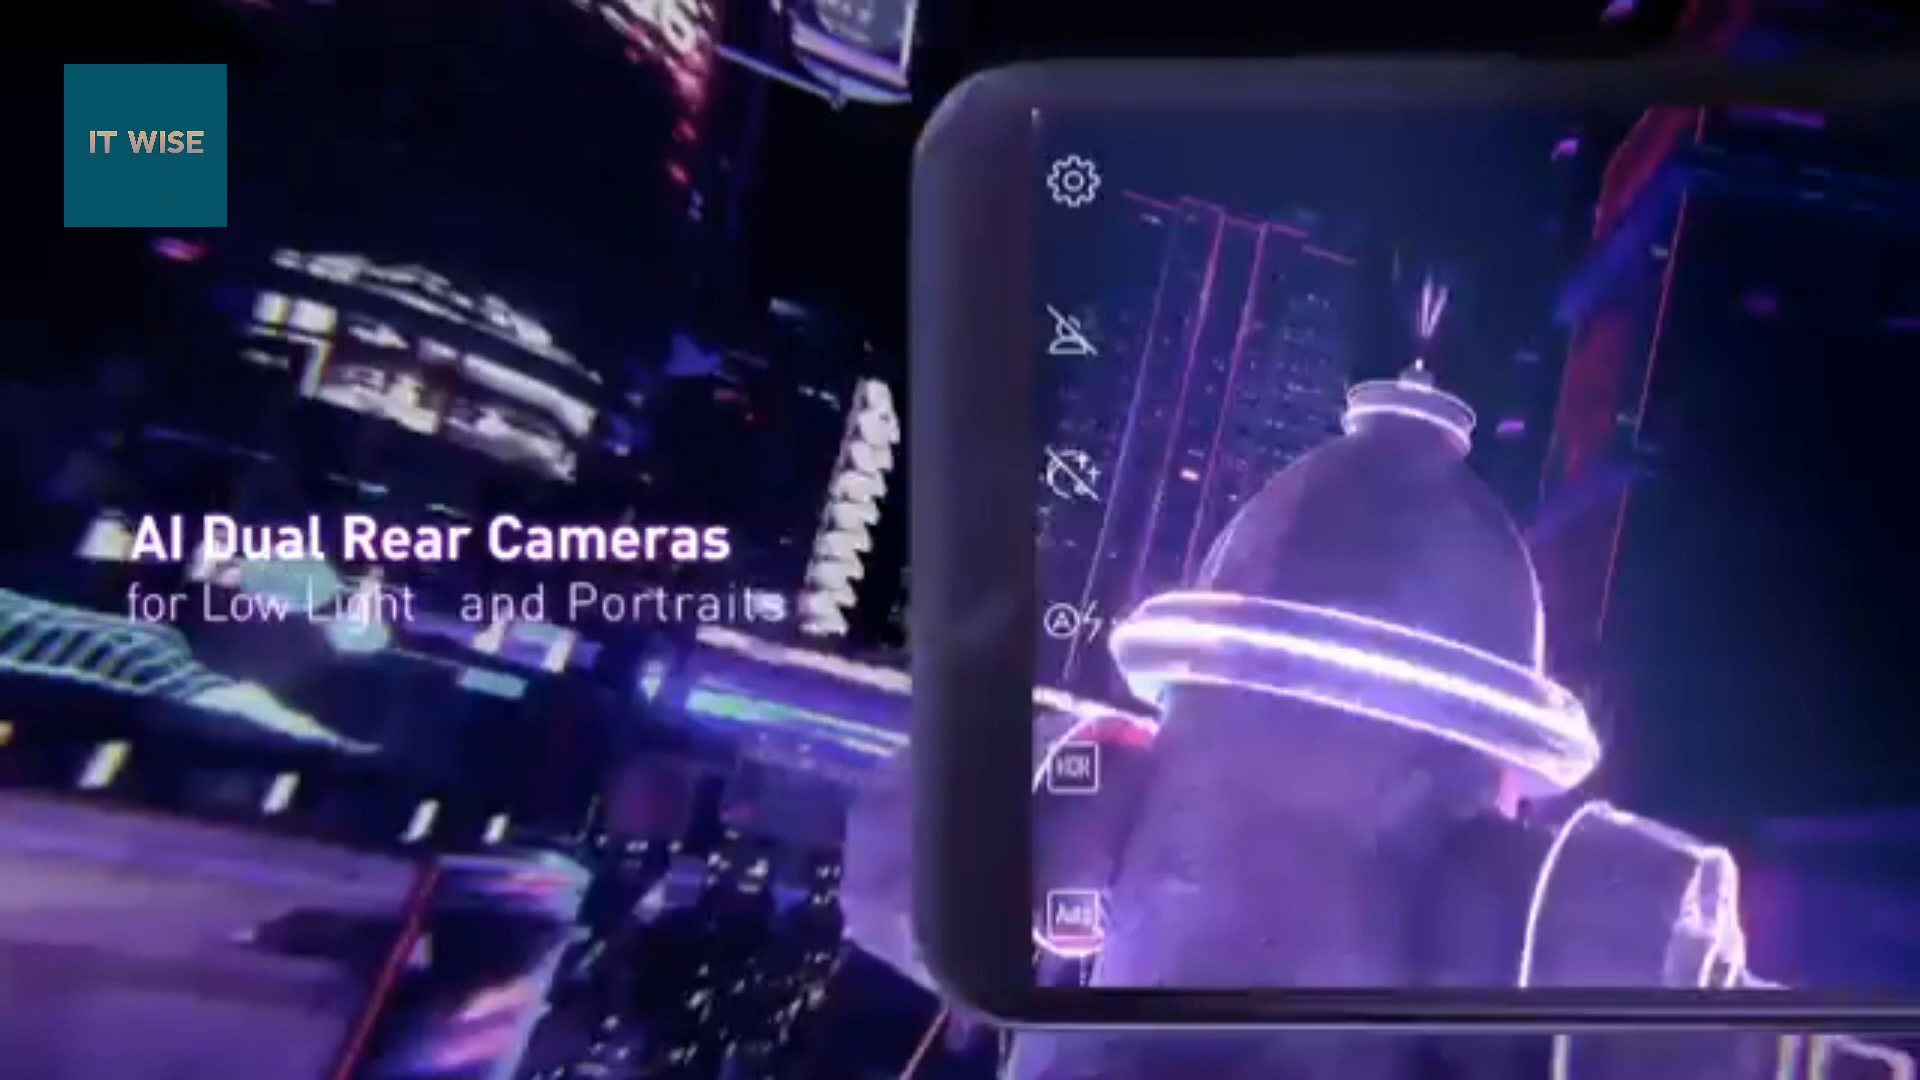 IT WISE
AI Dual Rear Cameras
for Low Light and Portraits
HDR
Auto